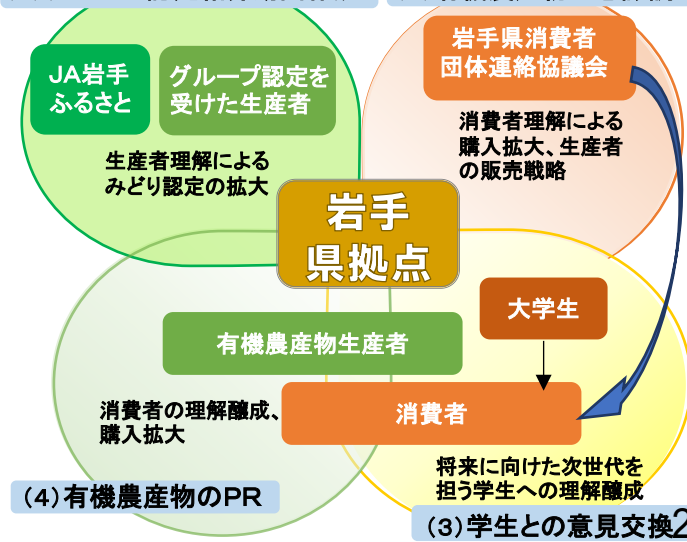 JA岩手
ふるさと
グループ認定を
受けた生産者
生産者理解による
みどり認定の拡大
岩手県消費者
団体連絡協議会
消費者理解による
購入拡大、生産者
の販売戦略
岩手
県拠点
大学生
有機農産物生産者
消費者
消費者の理解醸成、
購入拡大
将来に向けた次世代を
担う学生への理解醸成
(4)有機農産物のPR
(3)学生との意見交換
2